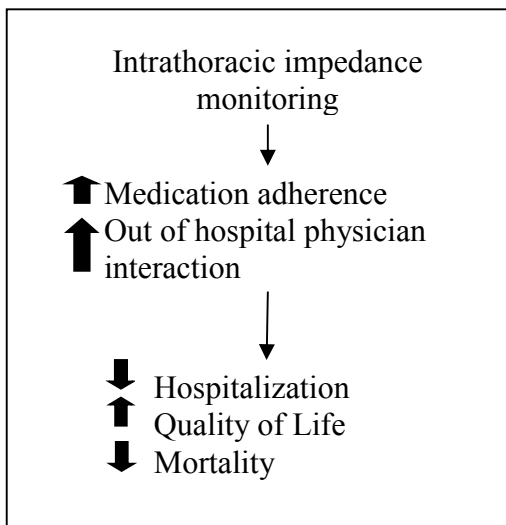 Intrathoracic impedance
monitoring
Medication adherence
Out of hospital physician
interaction
Hospitalization
Quality of Life
Mortality